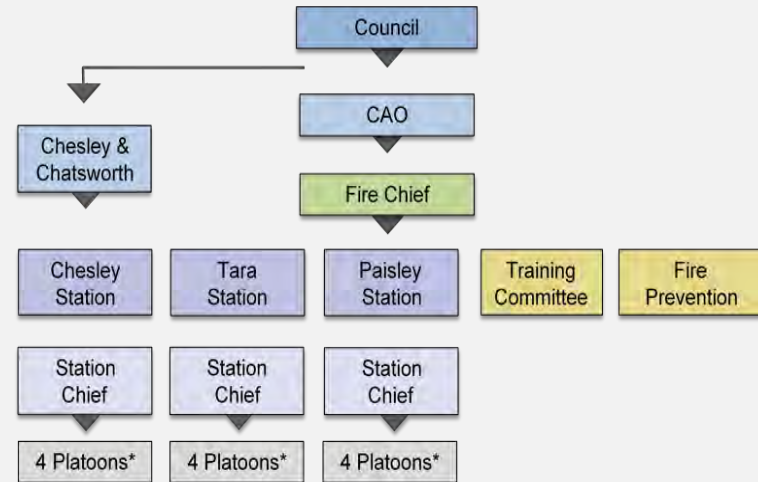 Council
CAO
Chesley &
Chatsworth
Fire Chief
Chesley
Station
Tara
Station
Paisley
Station
Training
Committee
Fire
Prevention
Station
Chief
Station
Chief
Station
Chief
4 Platoons*
4 Platoons*
4 Platoons*